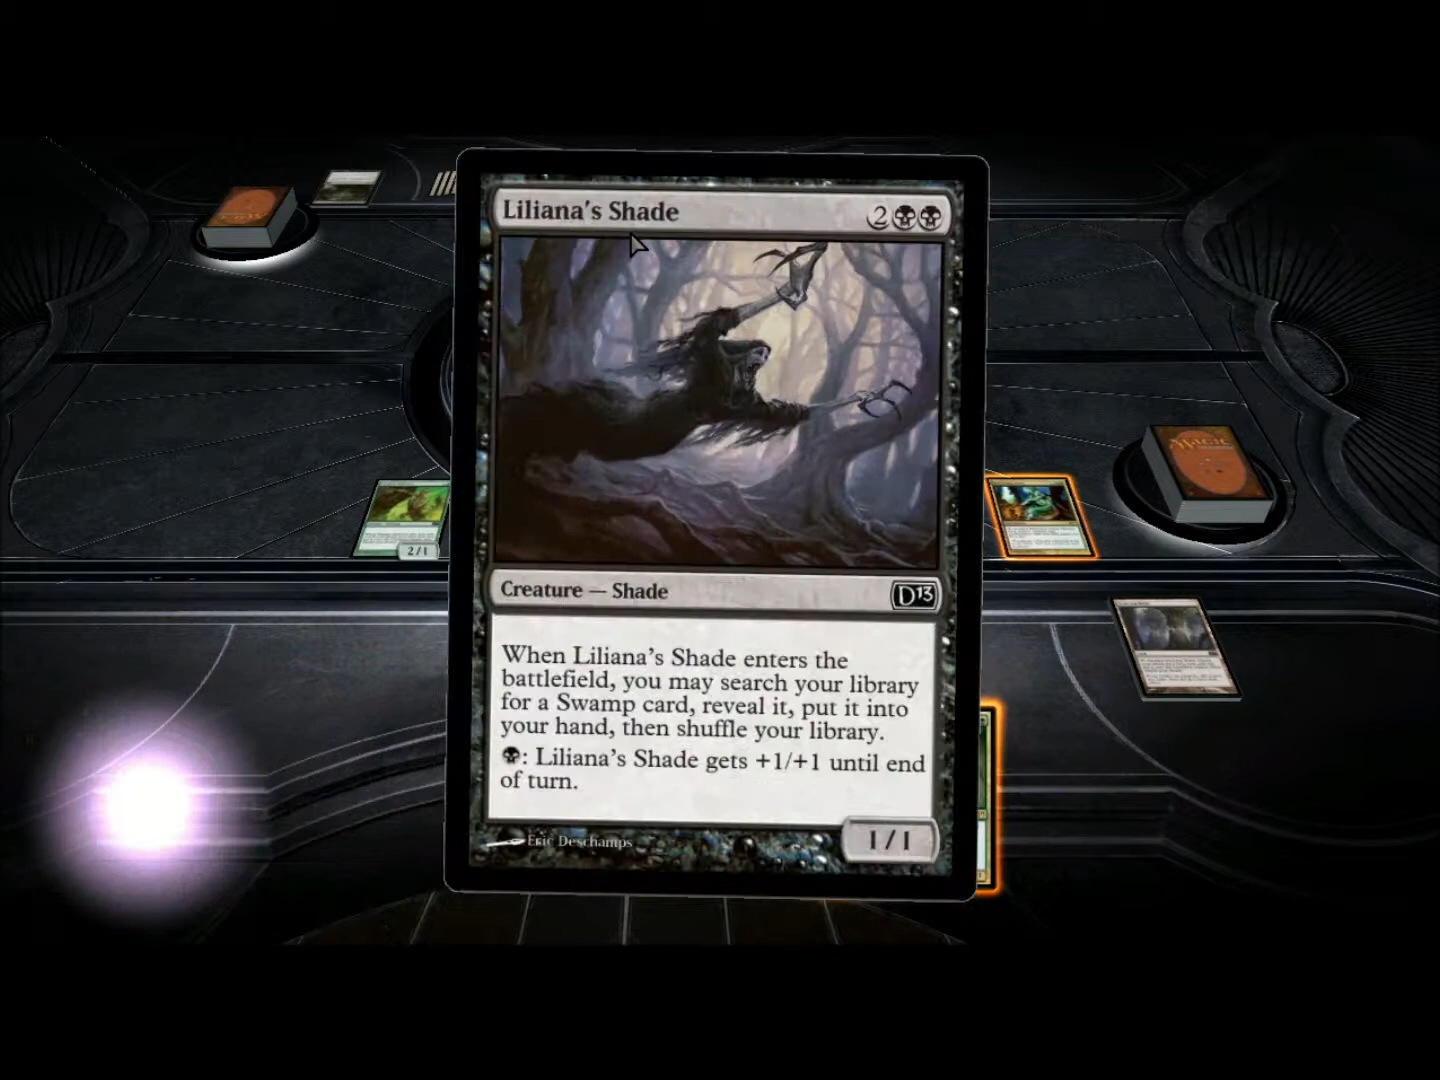 Liliana's Shade
2
Creature — Shade
D13
When Liliana's Shade enters the
battlefield, you may search your library
for a Swamp card, reveal it, put it into
your hand, then shuffle your library.
: Liliana's Shade gets +1/+1 until end
of turn.
Eric Deschamps
1/1
2/1
MAGIC